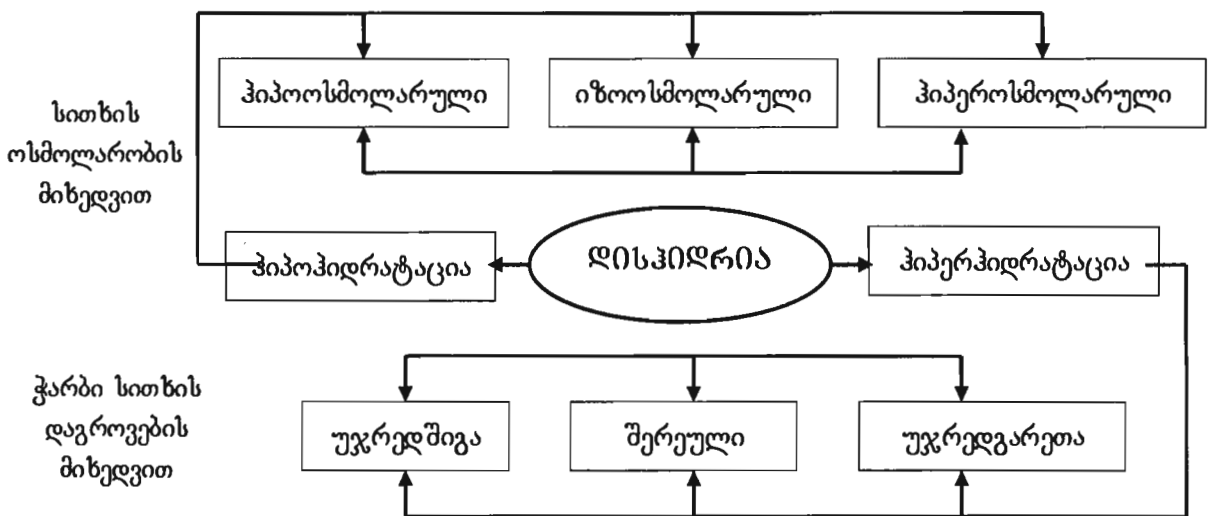 ჰიპოოსმოლარული
იზოოსმოლარული
ჰიპეროსმოლარული
სითხის
ოსმოლარობის
მიხედვით
ჰიპოჰიდრატაცია
ᲓᲘᲡᲰᲘᲓᲠᲘᲐ
ჰიპერჰიდრატაცია
ჭარბი სითხის
დაგროვების
მიხედვით
უჯრედშიგა
შერეული
უჯრედგარეთა